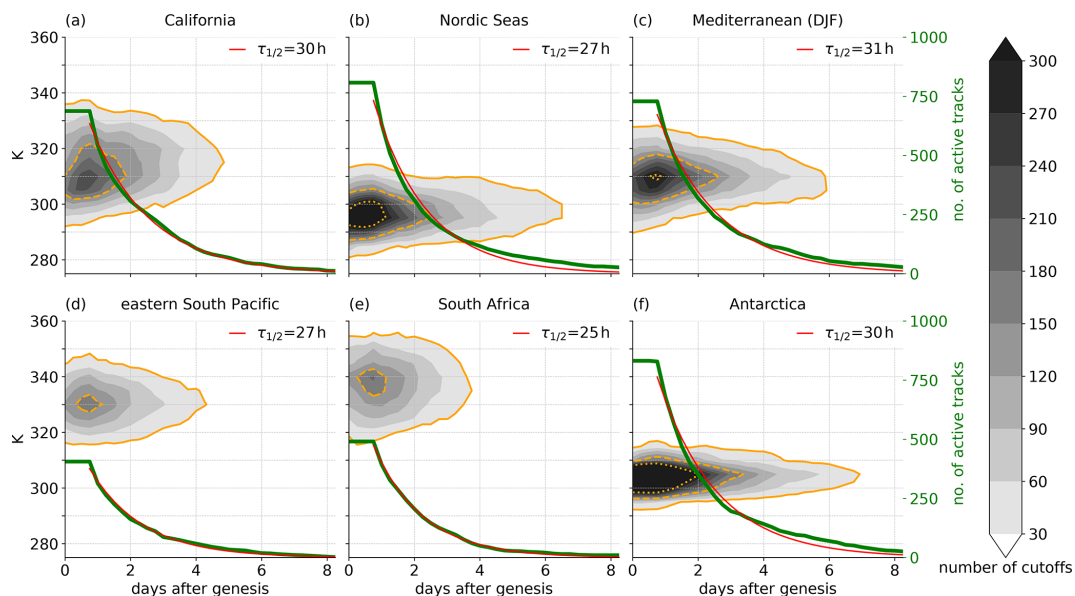 (a) California
(b) Nordic Seas
(c) Mediterranean (DJF)
360
340
320
300
280
K
τ1/2=30 h
τ1/2=27 h
τ1/2=31 h
1000
750
500
250
0
no. of active tracks
(d) eastern South Pacific
(e) South Africa
(f) Antarctica
360
340
320
300
280
K
τ1/2=27 h
τ1/2=25 h
τ1/2=30 h
1000
750
500
250
0
no. of active tracks
0 2 4 6 8
0 2 4 6 8
0 2 4 6 8
days after genesis
days after genesis
days after genesis
300
270
240
210
180
150
120
90
60
30
number of cutoffs